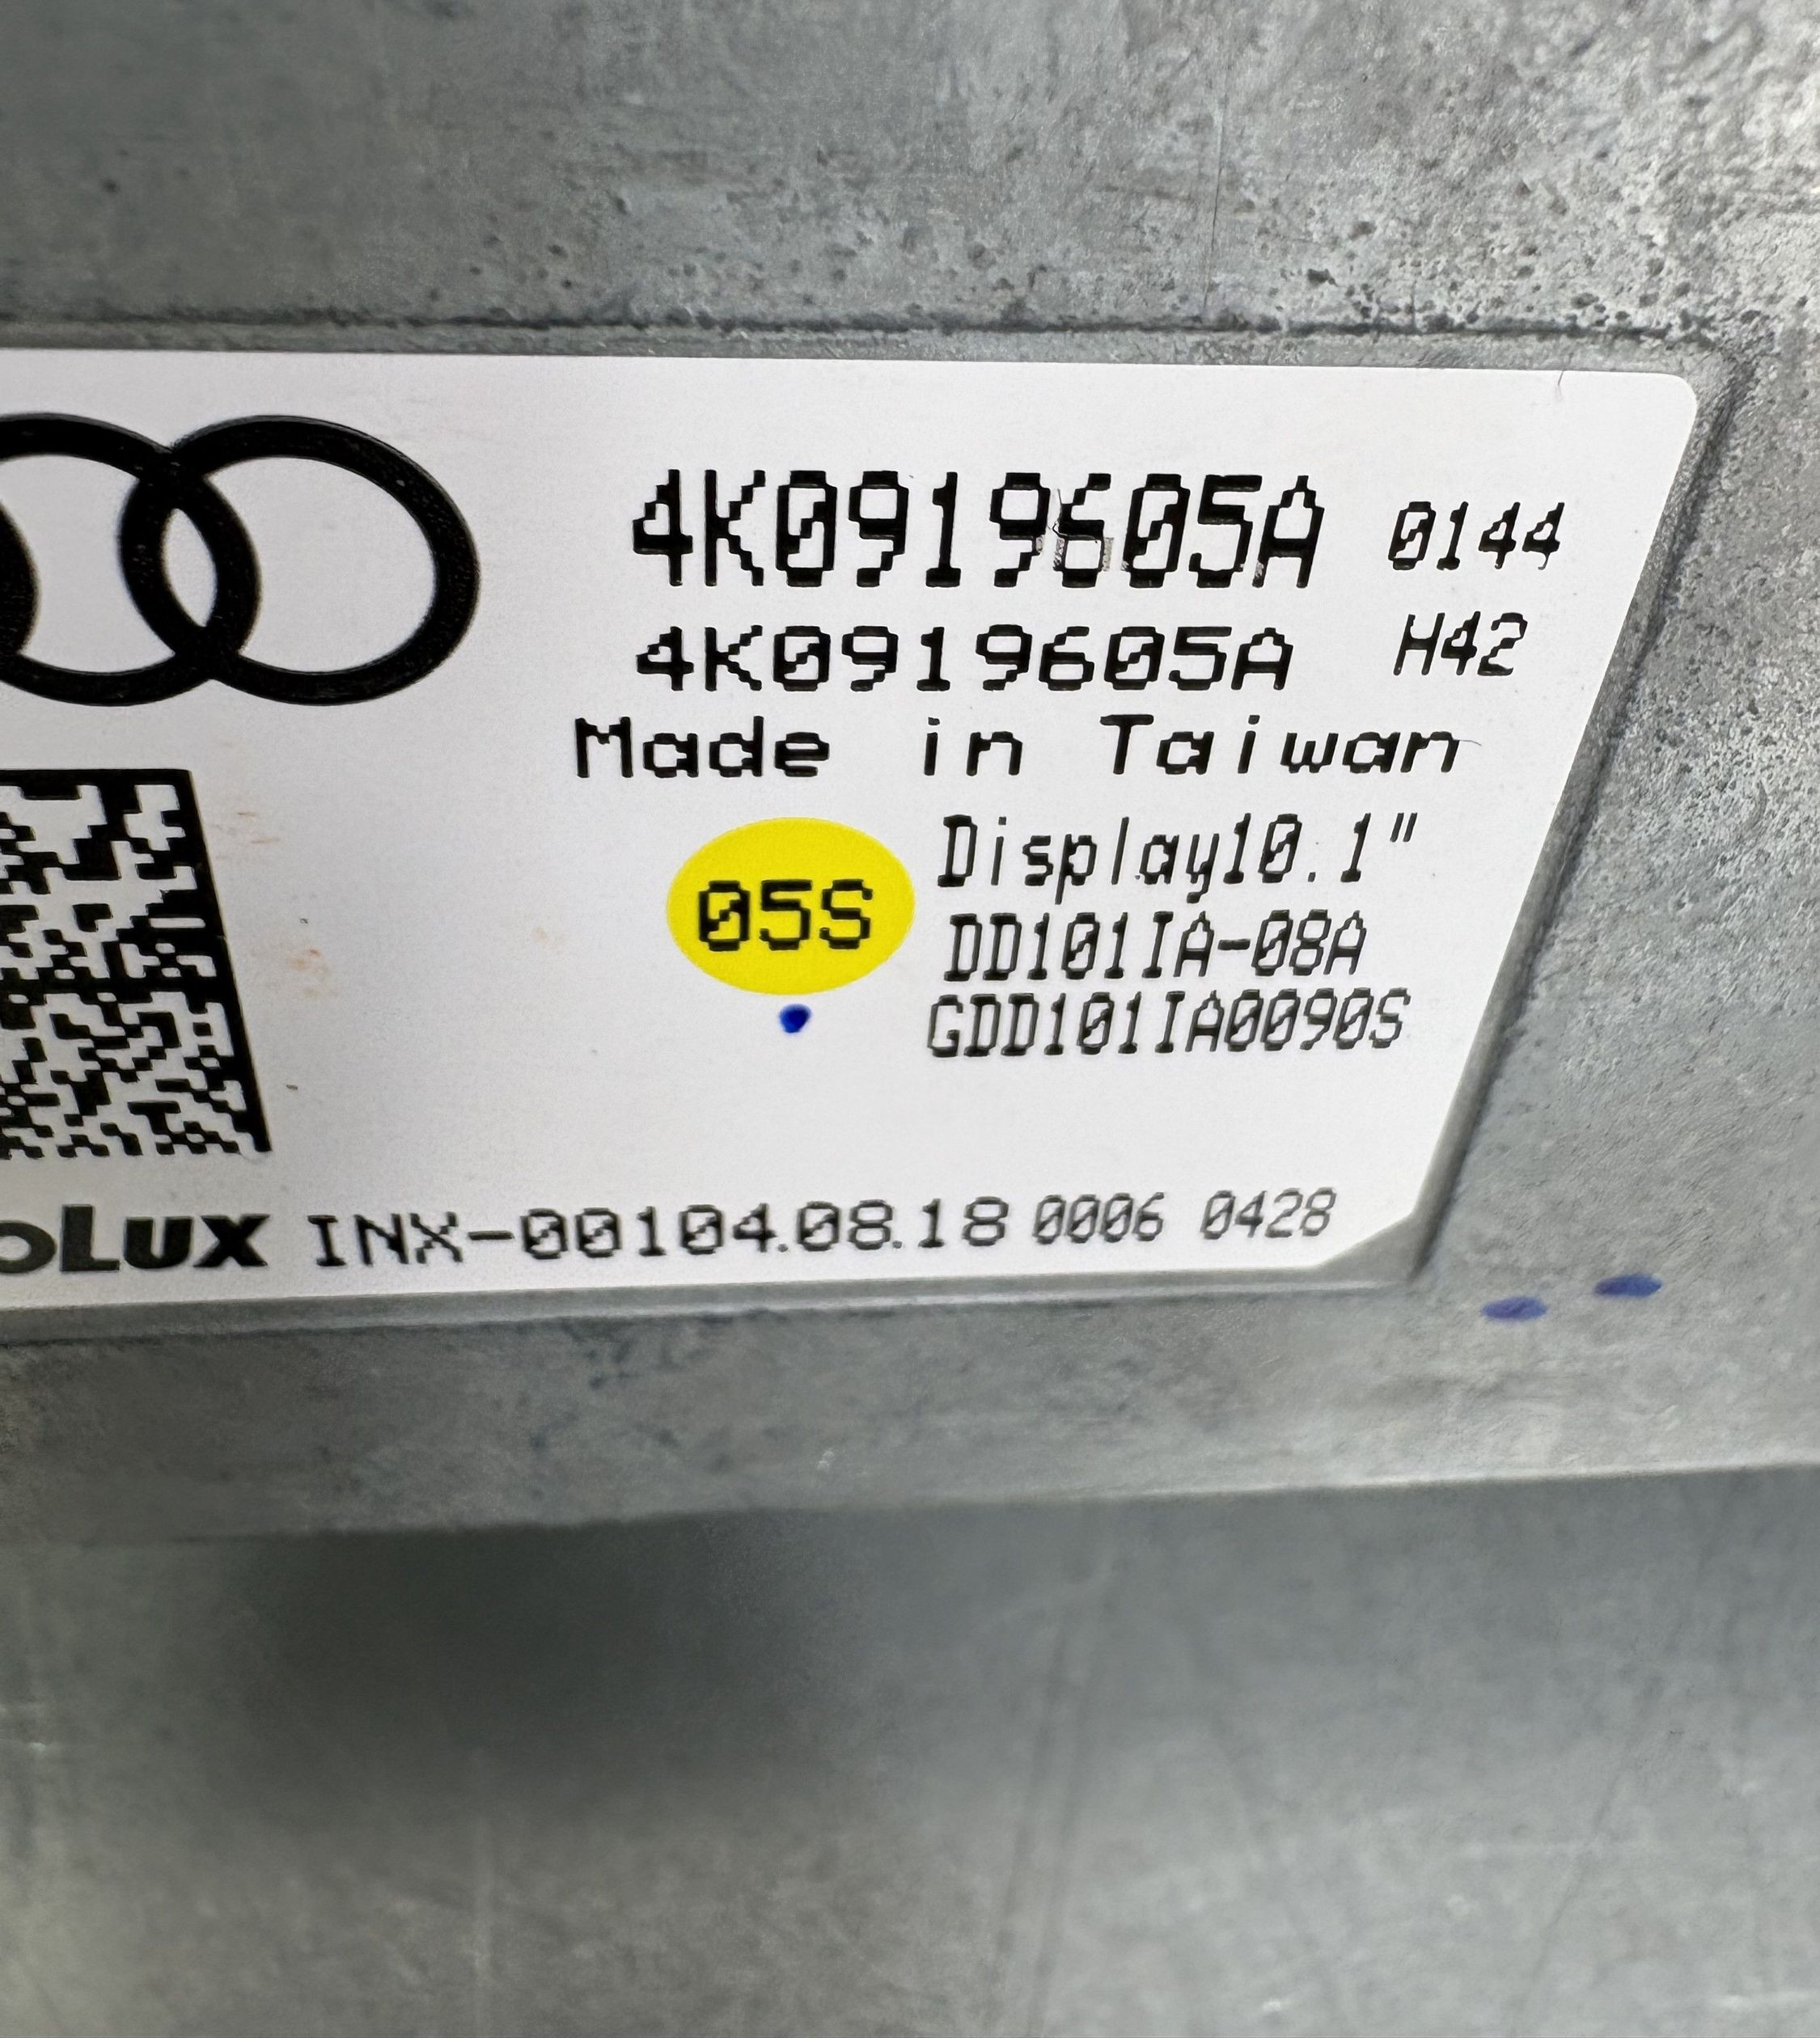 4K0919605A 0144
4K0919605A H42
Made in Taiwan
05S
Display10.1"
DD101IA-08A
GDD101IA0090S
oLux INX-00104.08.18 0006 0428